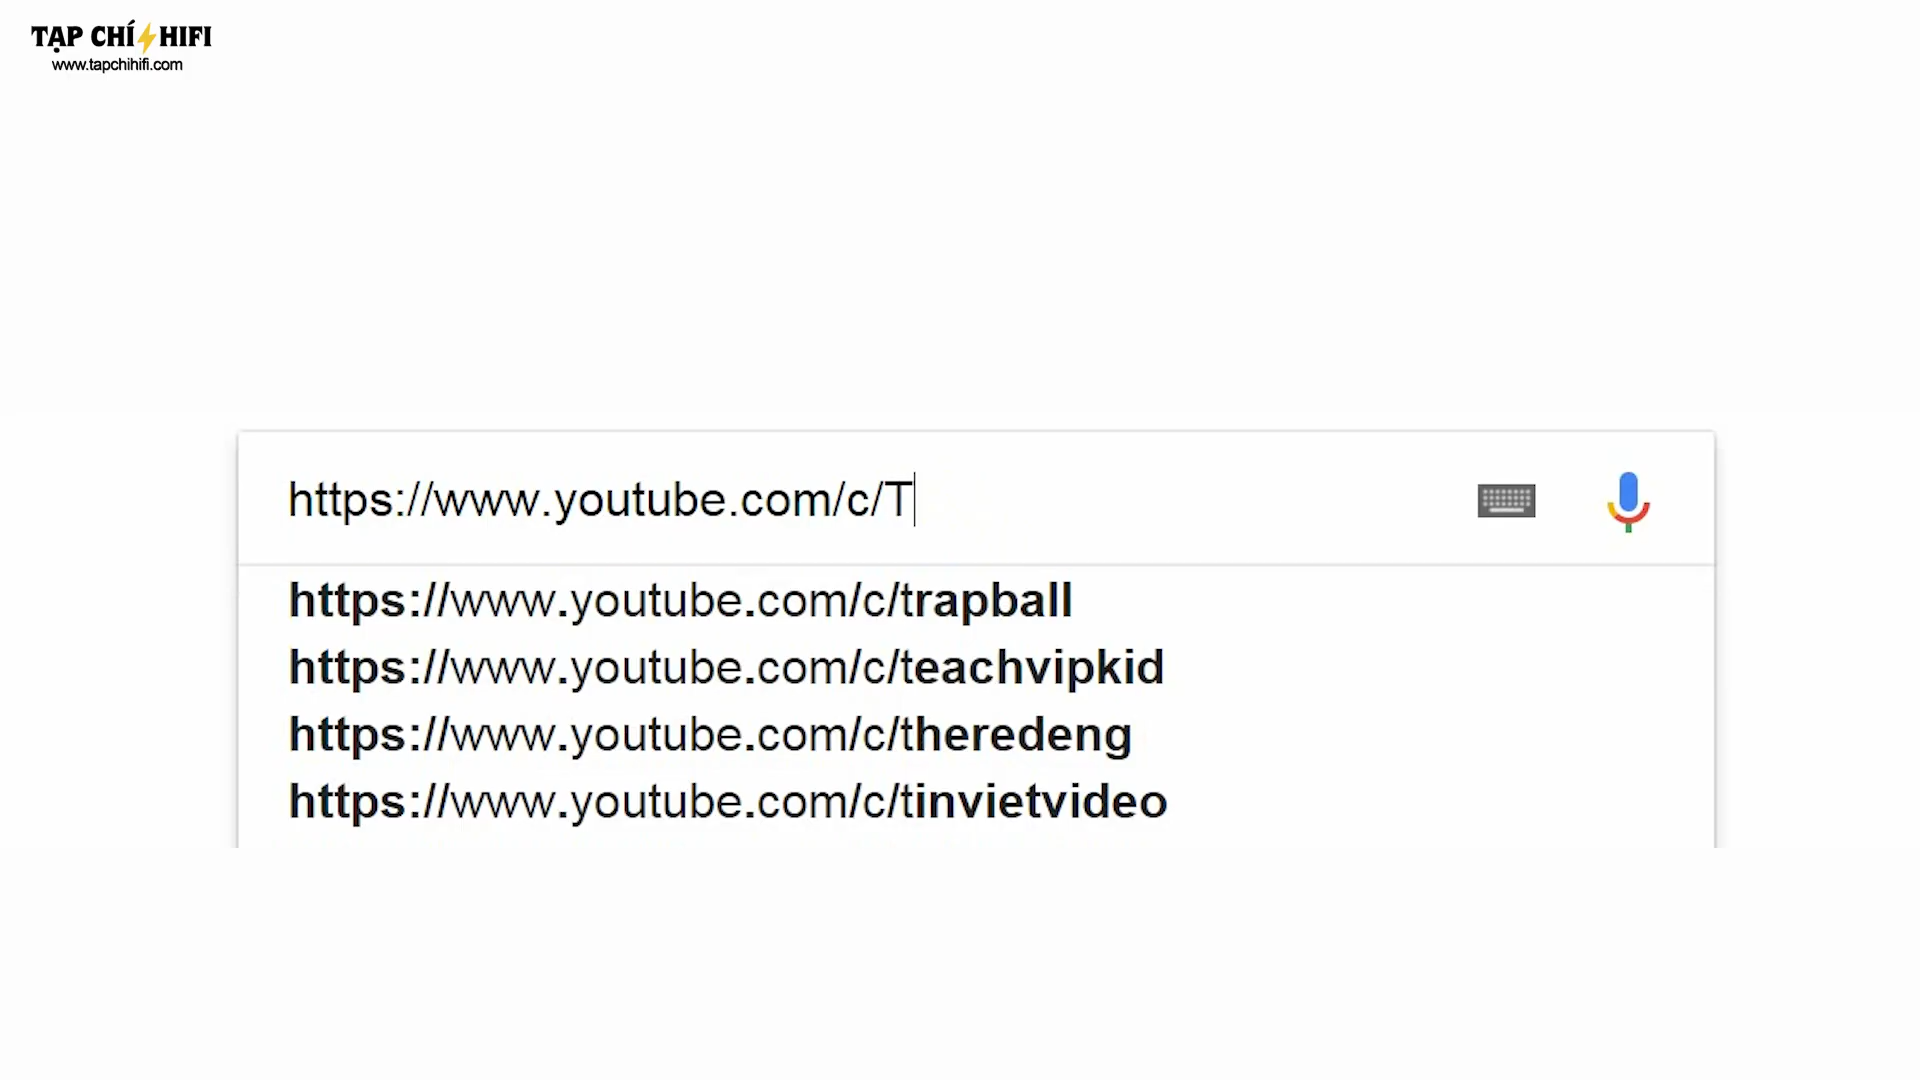 TẠP CHÍ HIFI
www.tapchihifi.com
https://www.youtube.com/c/T
https://www.youtube.com/c/trapball
https://www.youtube.com/c/teachvipkid
https://www.youtube.com/c/theredeng
https://www.youtube.com/c/tinvietvideo